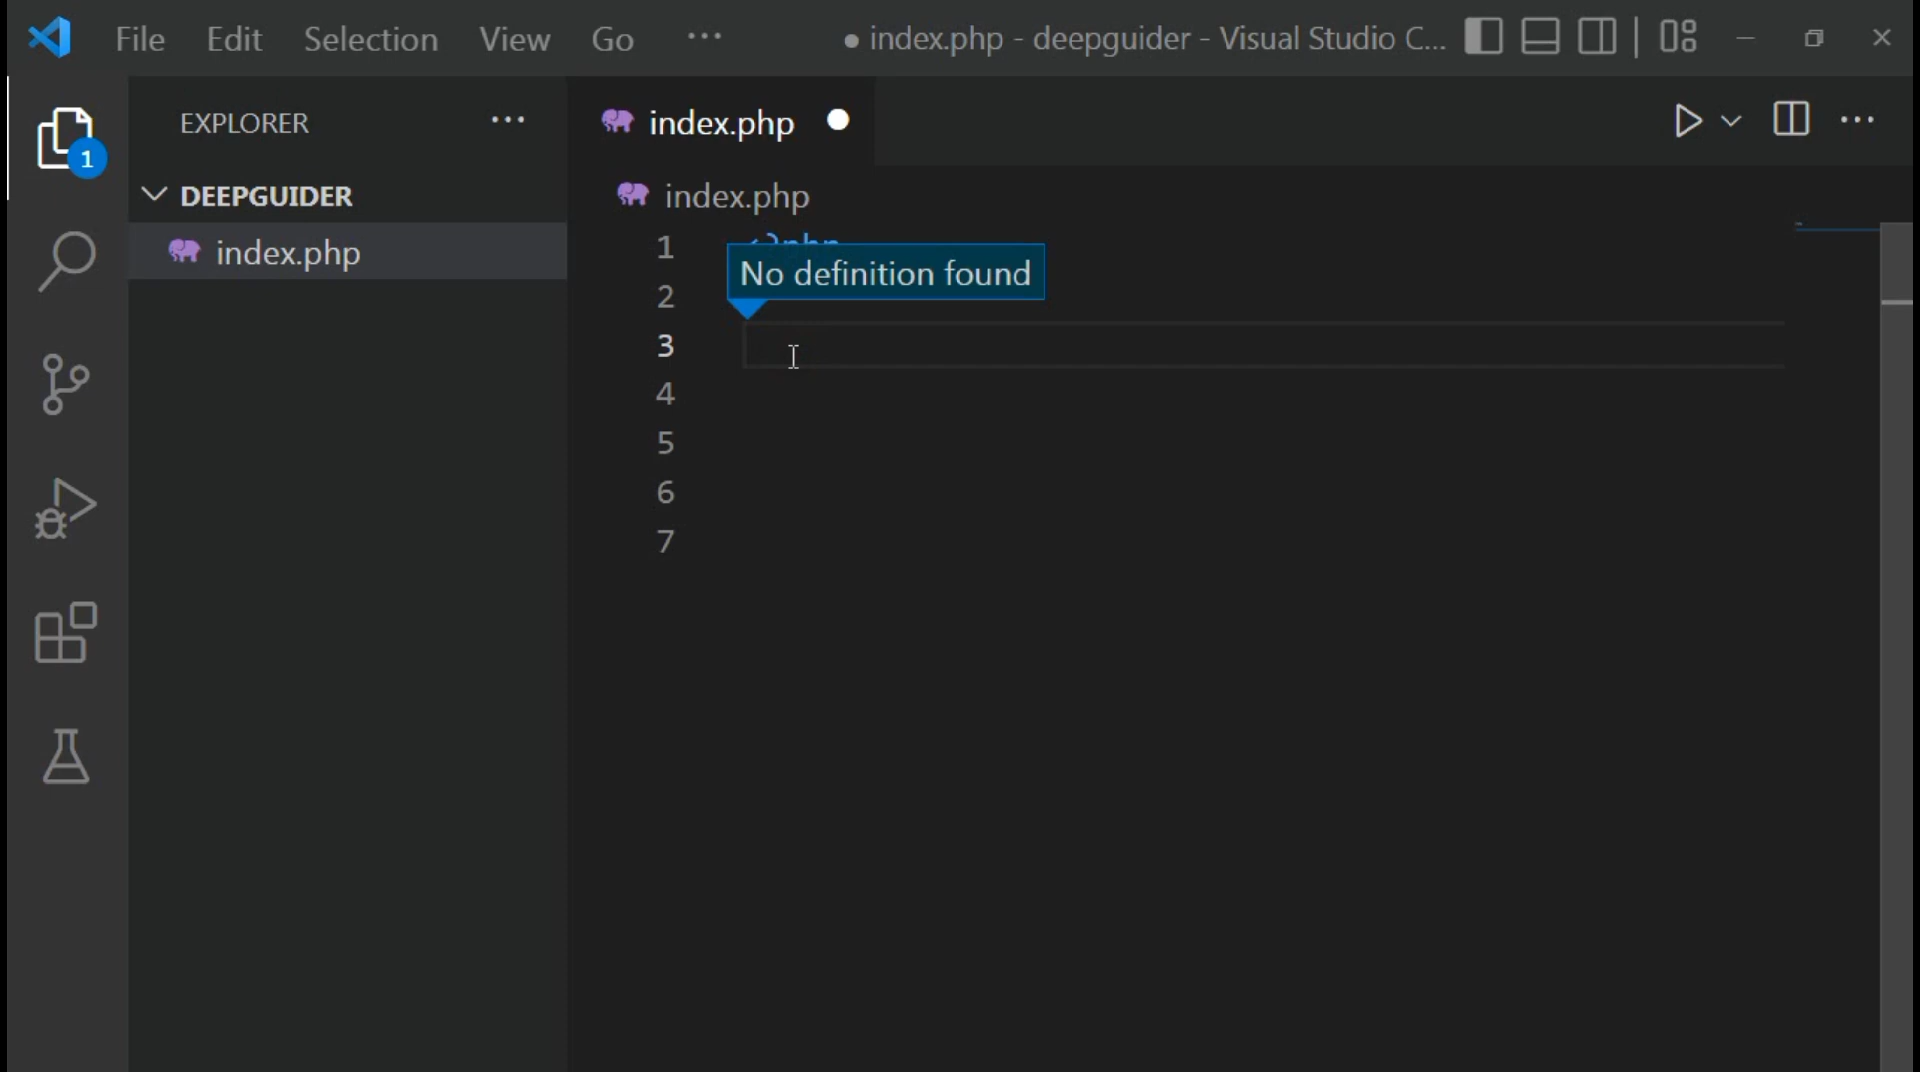 File Edit Selection View Go ··· ● index.php - deepguider - Visual Studio C...
EXPLORER ···
index.php
1
DEEPGUIDER
index.php
index.php
1 <?php
No definition found
2
3
4
5
6
7